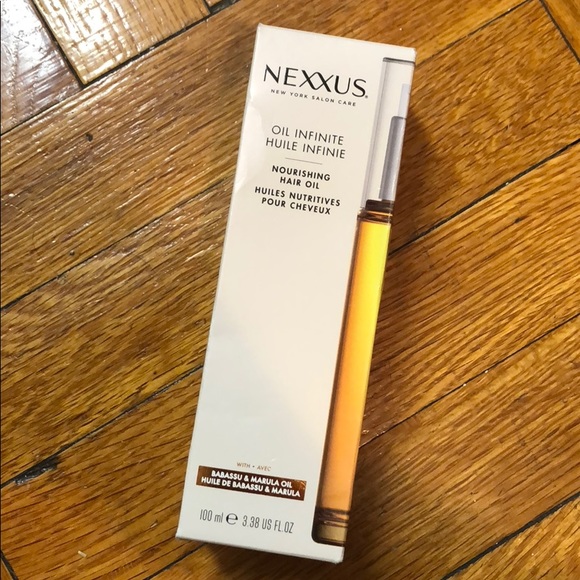 NEXXUS®
NEW YORK SALON CARE
OIL INFINITE
HUILE INFINIE
NOURISHING
HAIR OIL
HUILES NUTRITIVES
POUR CHEVEUX
WITH • AVEC
BABASSU & MARULA OIL
HUILE DE BABASSU & MARULA
100 ml ℮ 3.38 US FL OZ